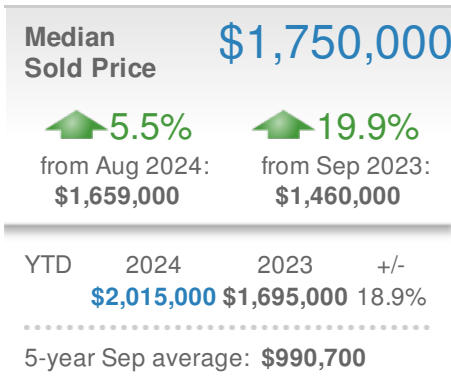 Median $1,750,000
Sold Price
5.5% 19.9%
from Aug 2024: from Sep 2023:
$1,659,000 $1,460,000
YTD 2024 2023 +/-
$2,015,000 $1,695,000 18.9%
5-year Sep average: $990,700